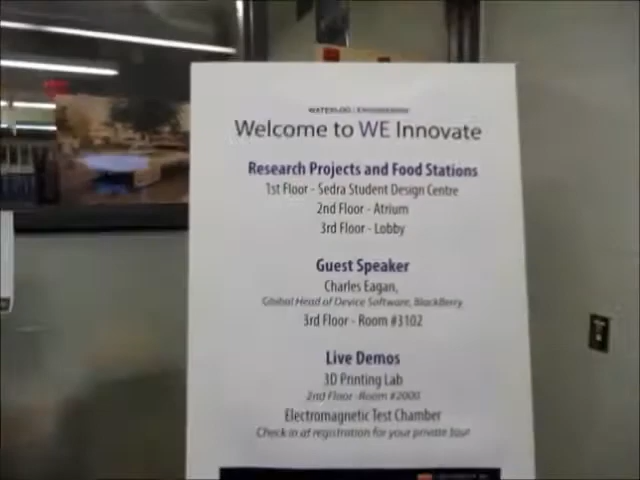 WATERLOO | ENGINEERING
Welcome to WE Innovate
Research Projects and Food Stations
1st Floor - Sedra Student Design Centre
2nd Floor - Atrium
3rd Floor - Lobby
Guest Speaker
Charles Eagan,
Global Head of Device Software, BlackBerry
3rd Floor - Room #3102
Live Demos
3D Printing Lab
2nd Floor -Room #2000
Electromagnetic Test Chamber
Check in at registration for your private tour